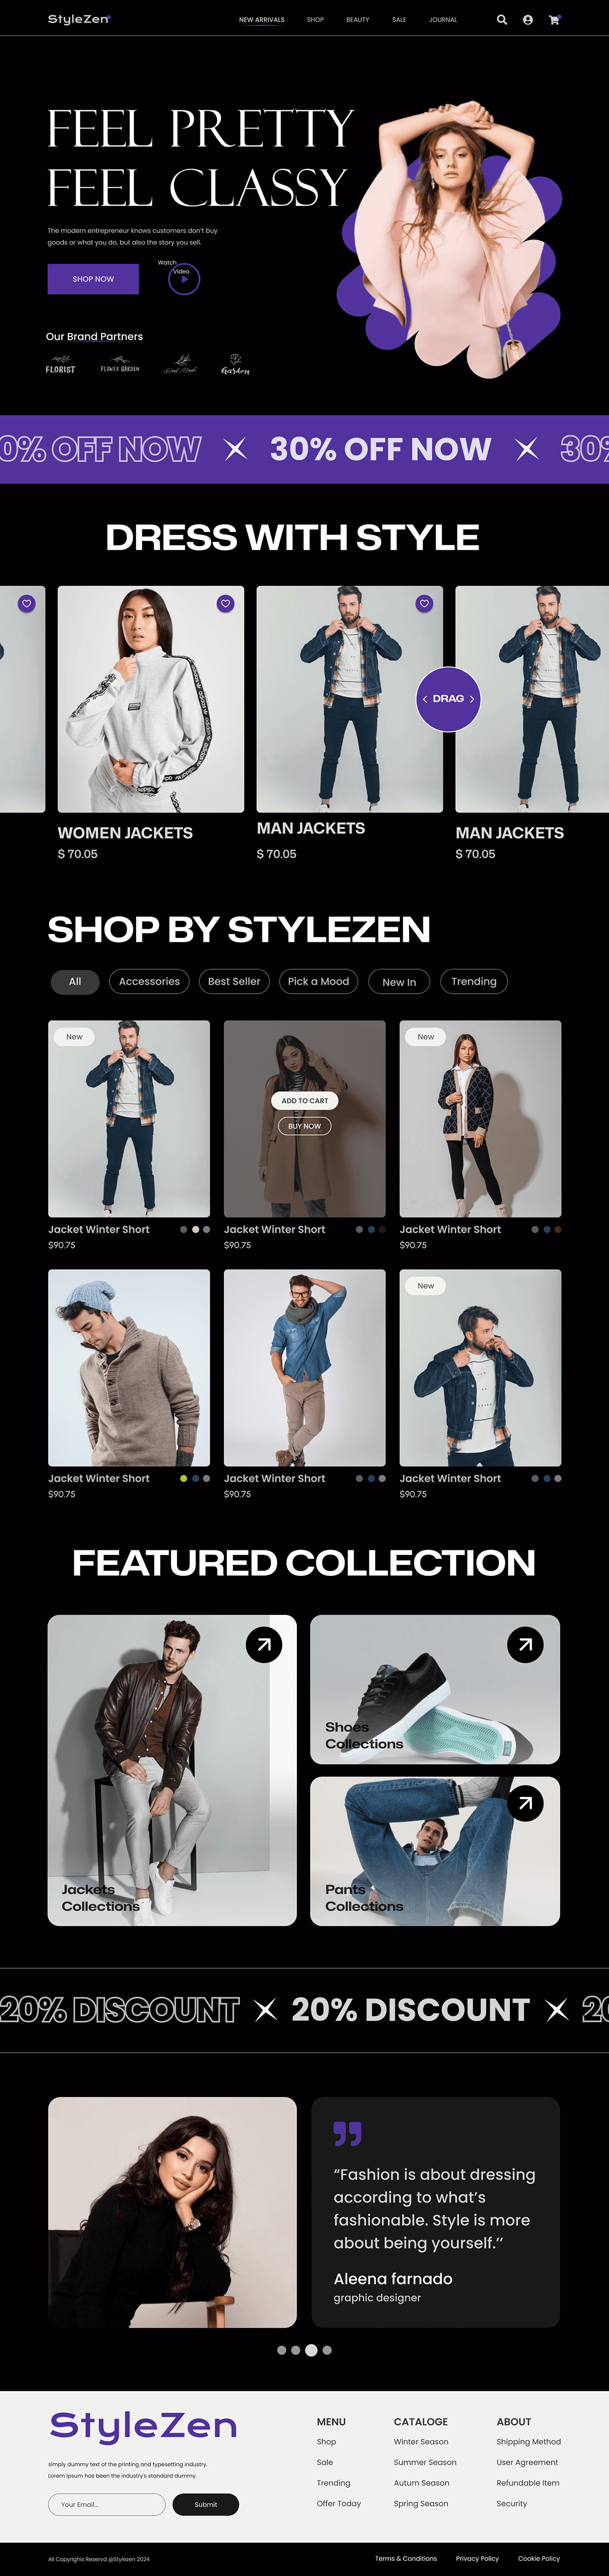 StyleZen
NEW ARRIVALS SHOP BEAUTY SALE JOURNAL
FEEL PRETTY
FEEL CLASSY
The modern entrepreneur knows customers don't buy
goods or what you do, but also the story you sell.
SHOP NOW
Watch
Video
Our Brand Partners
FLORIST FLOWER GARDEN Good Mood Garden
0% OFF NOW 30% OFF NOW 30%
DRESS WITH STYLE
< DRAG >
WOMEN JACKETS
$ 70.05
MAN JACKETS
$ 70.05
MAN JACKETS
$ 70.05
SHOP BY STYLEZEN
All Accessories Best Seller Pick a Mood New In Trending
New
ADD TO CART
BUY NOW
New
Jacket Winter Short
$90.75
Jacket Winter Short
$90.75
Jacket Winter Short
$90.75
New
Jacket Winter Short
$90.75
Jacket Winter Short
$90.75
Jacket Winter Short
$90.75
FEATURED COLLECTION
Jackets
Collections
Shoes
Collections
Pants
Collections
20% DISCOUNT 20% DISCOUNT 20
“Fashion is about dressing
according to what’s
fashionable. Style is more
about being yourself.’’
Aleena farnado
graphic designer
StyleZen
simply dummy text of the printing and typesetting industry.
Lorem Ipsum has been the industry's standard dummy.
Your Email...
Submit
MENU
Shop
Sale
Trending
Offer Today
CATALOGE
Winter Season
Summer Season
Autum Season
Spring Season
ABOUT
Shipping Method
User Agreement
Refundable Item
Security
All Copyrighis Reservd @Stylezen 2024
Terms & Conditions Privacy Policy Cookie Policy